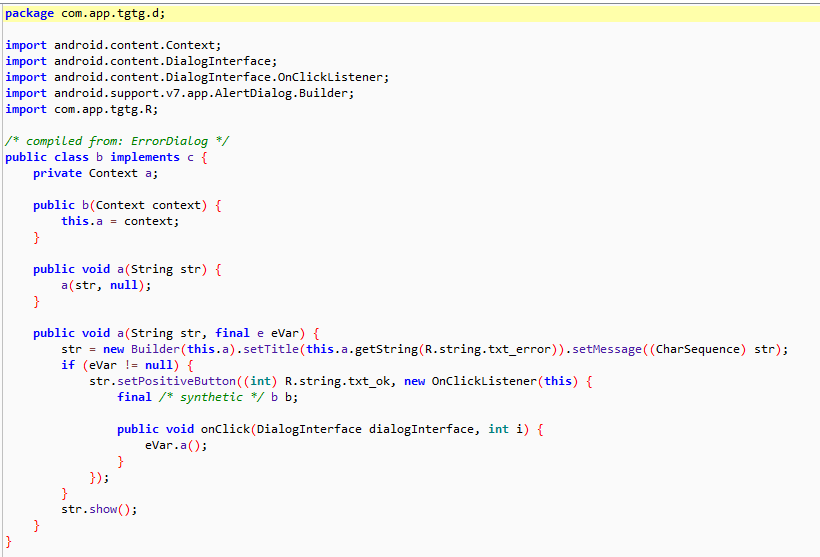 package com.app.tgtg.d;

import android.content.Context;
import android.content.DialogInterface;
import android.content.DialogInterface.OnClickListener;
import android.support.v7.app.AlertDialog.Builder;
import com.app.tgtg.R;

/* compiled from: ErrorDialog */
public class b implements c {
    private Context a;

    public b(Context context) {
        this.a = context;
    }

    public void a(String str) {
        a(str, null);
    }

    public void a(String str, final e eVar) {
        str = new Builder(this.a).setTitle(this.a.getString(R.string.txt_error)).setMessage((CharSequence) str);
        if (eVar != null) {
            str.setPositiveButton((int) R.string.txt_ok, new OnClickListener(this) {
                final /* synthetic */ b b;

                public void onClick(DialogInterface dialogInterface, int i) {
                    eVar.a();
                }
            });
        }
        str.show();
    }
}